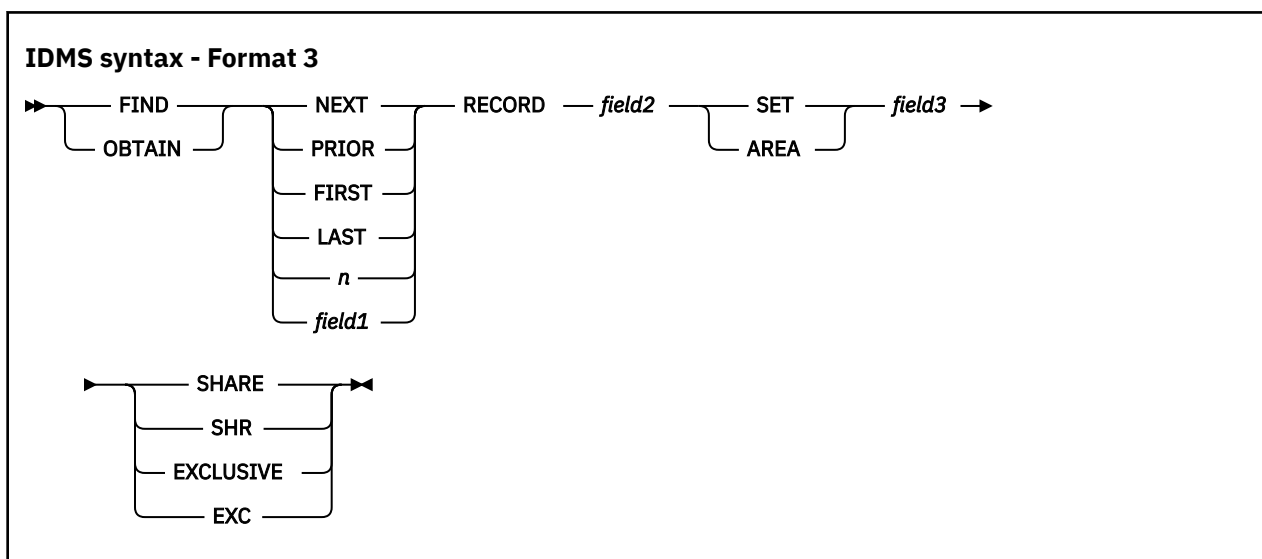 IDMS syntax - Format 3
FIND NEXT RECORD field2 SET field3
OBTAIN PRIOR AREA
FIRST
LAST
n
field1
SHARE
SHR
EXCLUSIVE
EXC